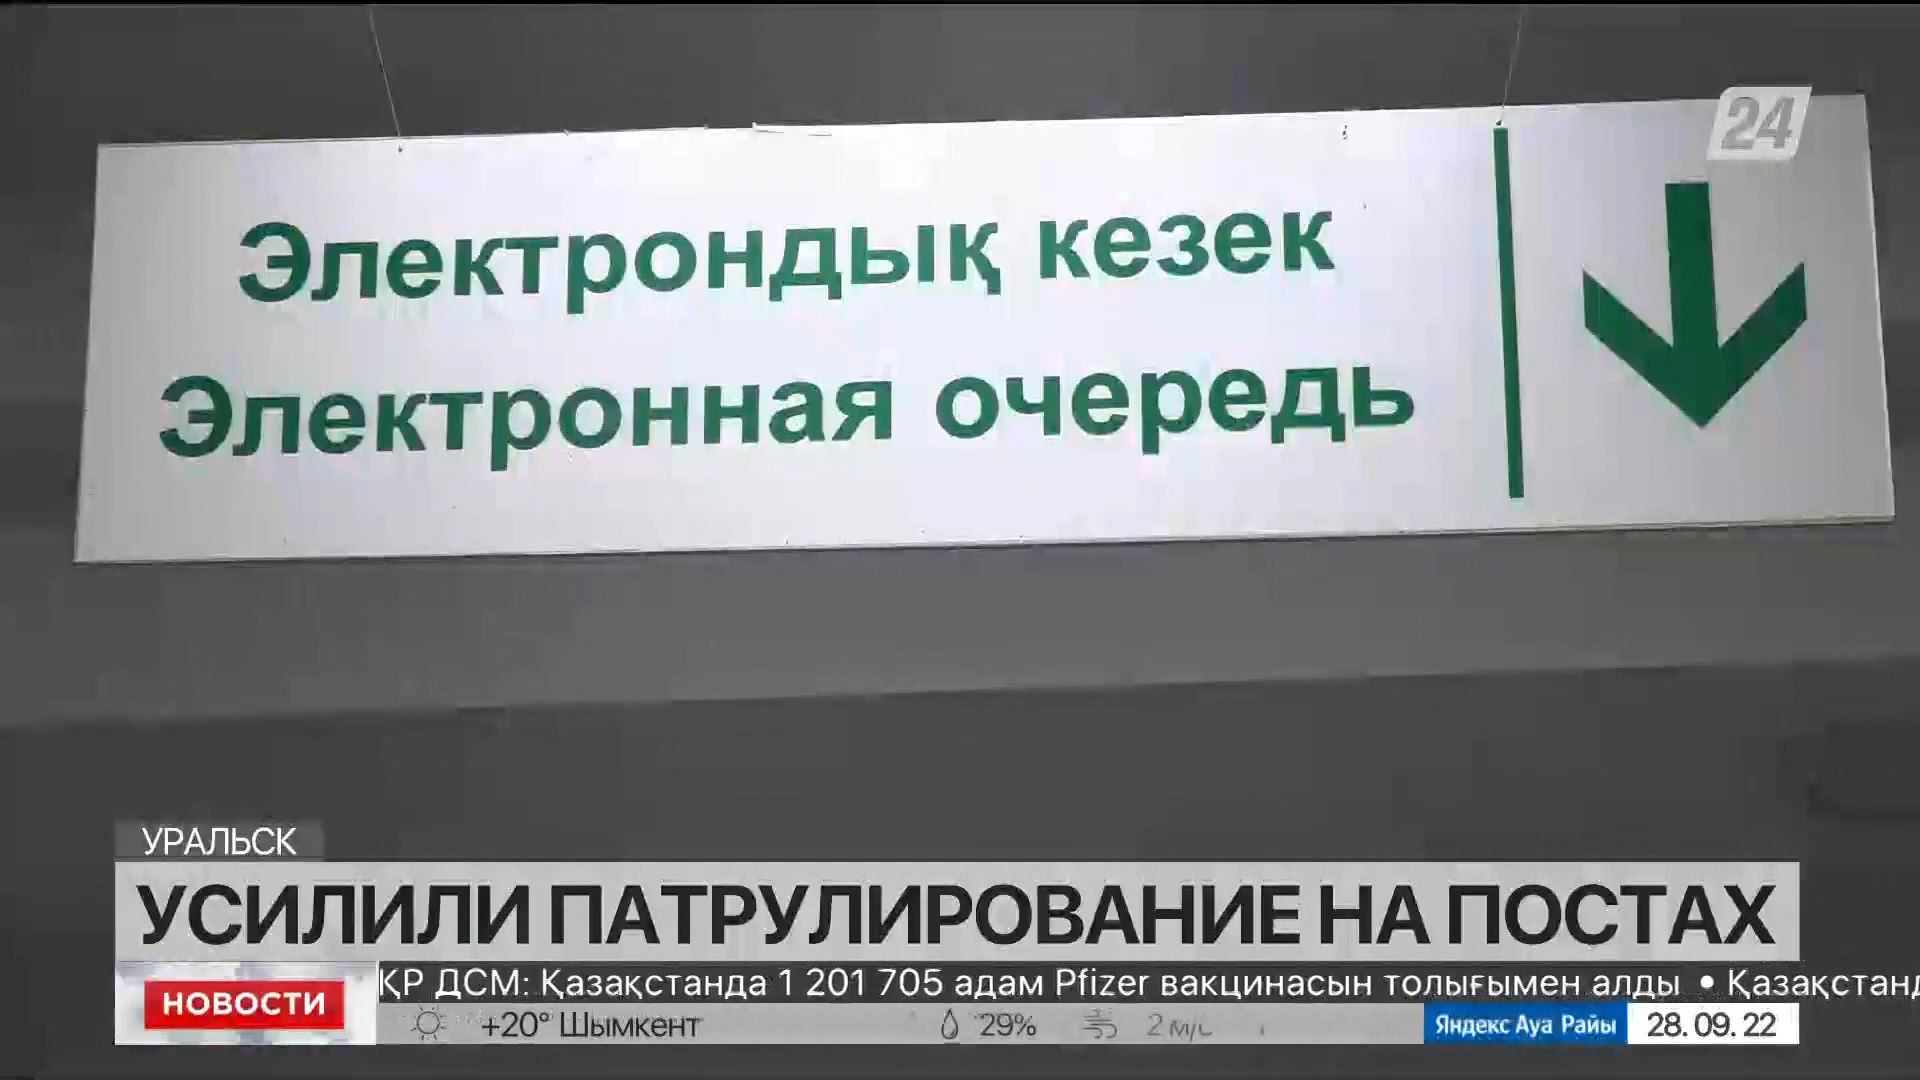 24
Электрондық кезек
Электронная очередь
УРАЛЬСК
УСИЛИЛИ ПАТРУЛИРОВАНИЕ НА ПОСТАХ
НОВОСТИ
ҚР ДСМ: Қазақстанда 1 201 705 адам Pfizer вакцинасын толығымен алды • Қазақстанд
+20° Шымкент 29% 2 м/с
Яндекс Ауа Райы 28.09.22